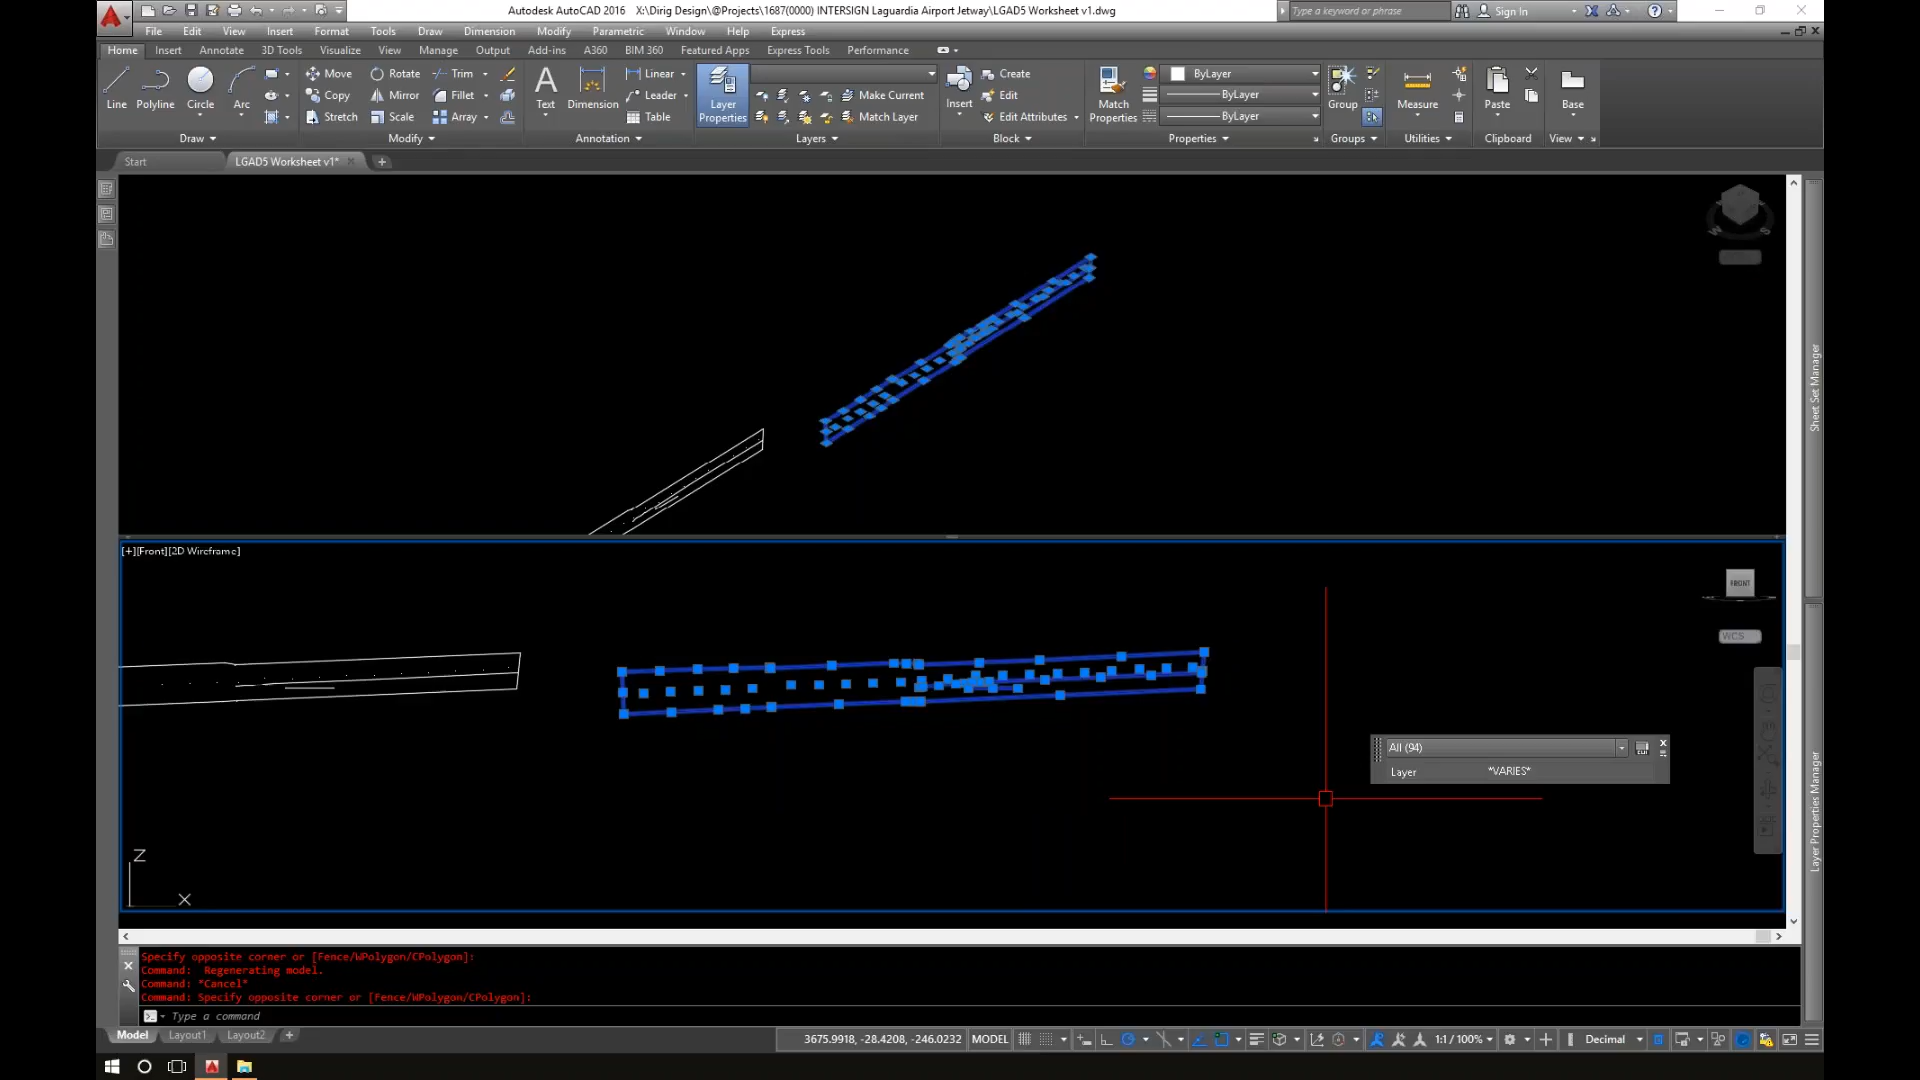 Autodesk AutoCAD 2016 X:\Dirig Design\@Projects\1687(0000) INTERSIGN Laguardia Airport Jetway\LGAD5 Worksheet v1.dwg
Type a keyword or phrase
Sign In
File Edit View Insert Format Tools Draw Dimension Modify Parametric Window Help Express
Home Insert Annotate 3D Tools Visualize View Manage Output Add-ins A360 BIM 360 Featured Apps Express Tools Performance
Line Polyline Circle Arc
Move Rotate Trim
Copy Mirror Fillet
Stretch Scale Array
Text Dimension
Linear
Leader
Table
Layer Properties
Make Current
Match Layer
Insert
Create
Edit
Edit Attributes
Match Properties
ByLayer
ByLayer
ByLayer
Group Measure Paste Base
Draw Modify Annotation Layers Block Properties Groups Utilities Clipboard View
Start LGAD5 Worksheet v1*
W S
Sheet Set Manager
[+][Front][2D Wireframe]
FRONT
WCS
All (94)
Layer *VARIES*
Layer Properties Manager
Z
X
Specify opposite corner or [Fence/WPolygon/CPolygon]:
Command: Regenerating model.
Command: *Cancel*
Command: Specify opposite corner or [Fence/WPolygon/CPolygon]:
Type a command
Model Layout1 Layout2 +
3675.9918, -28.4208, -246.0232 MODEL 1:1 / 100% Decimal